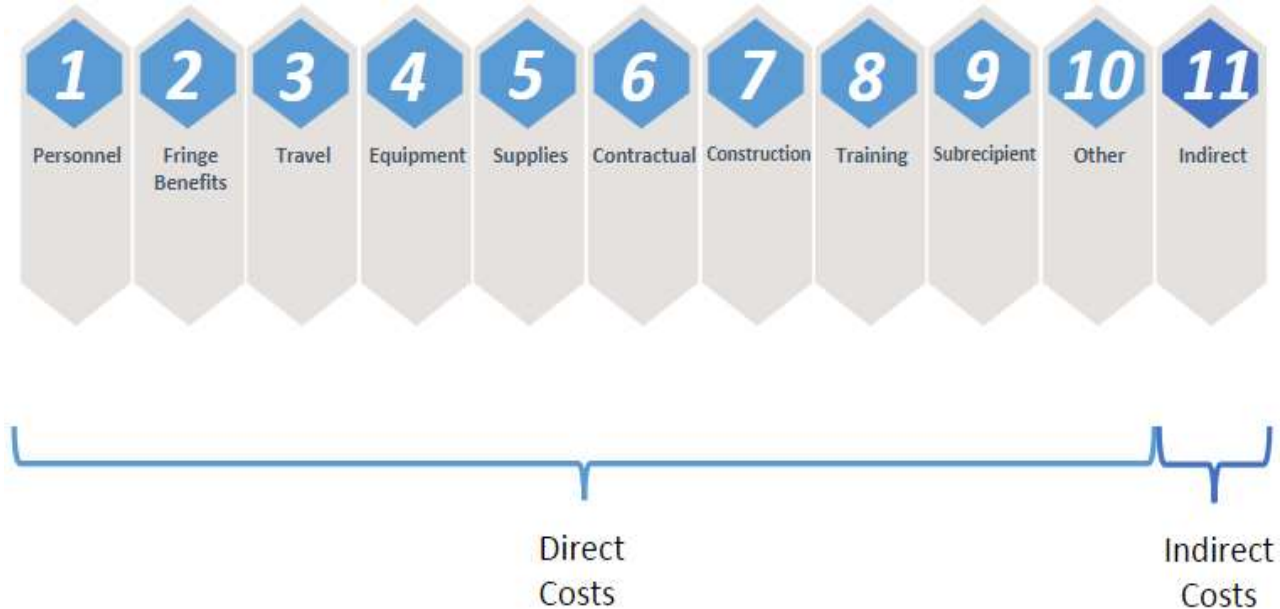 1 2 3 4 5 6 7 8 9 10 11
Personnel Fringe Travel Equipment Supplies Contractual Construction Training Subrecipient Other Indirect
Benefits
Direct Indirect
Costs Costs